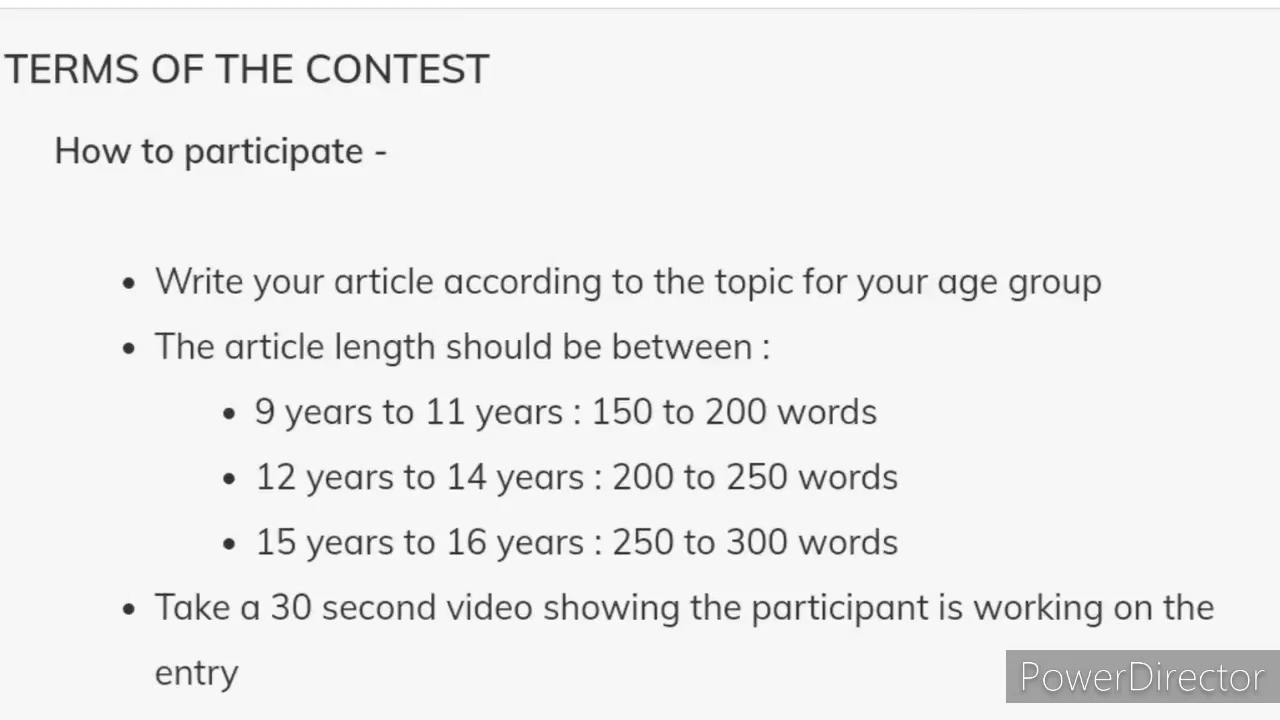 TERMS OF THE CONTEST
How to participate -
• Write your article according to the topic for your age group
• The article length should be between :
• 9 years to 11 years : 150 to 200 words
• 12 years to 14 years : 200 to 250 words
• 15 years to 16 years : 250 to 300 words
• Take a 30 second video showing the participant is working on the
entry
PowerDirector